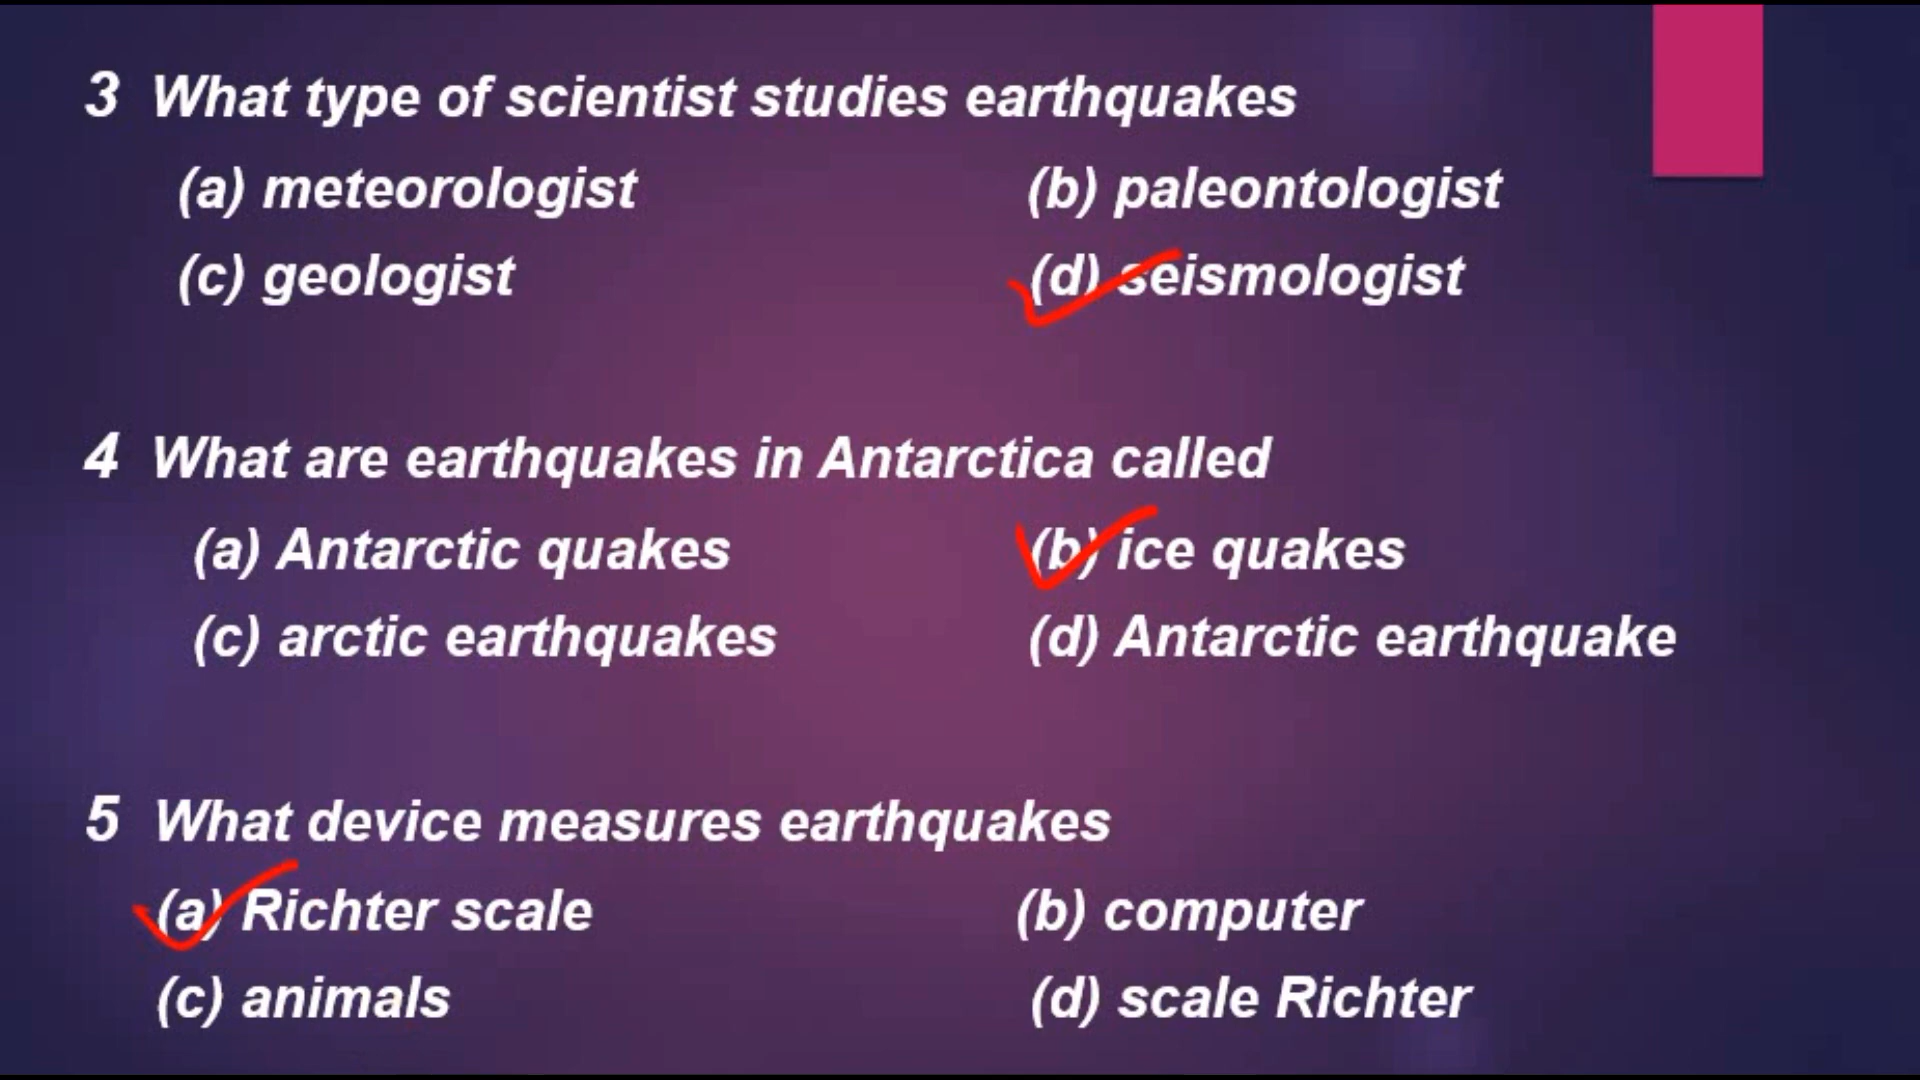 3 What type of scientist studies earthquakes
(a) meteorologist (b) paleontologist
(c) geologist (d) seismologist
4 What are earthquakes in Antarctica called
(a) Antarctic quakes (b) ice quakes
(c) arctic earthquakes (d) Antarctic earthquake
5 What device measures earthquakes
(a) Richter scale (b) computer
(c) animals (d) scale Richter